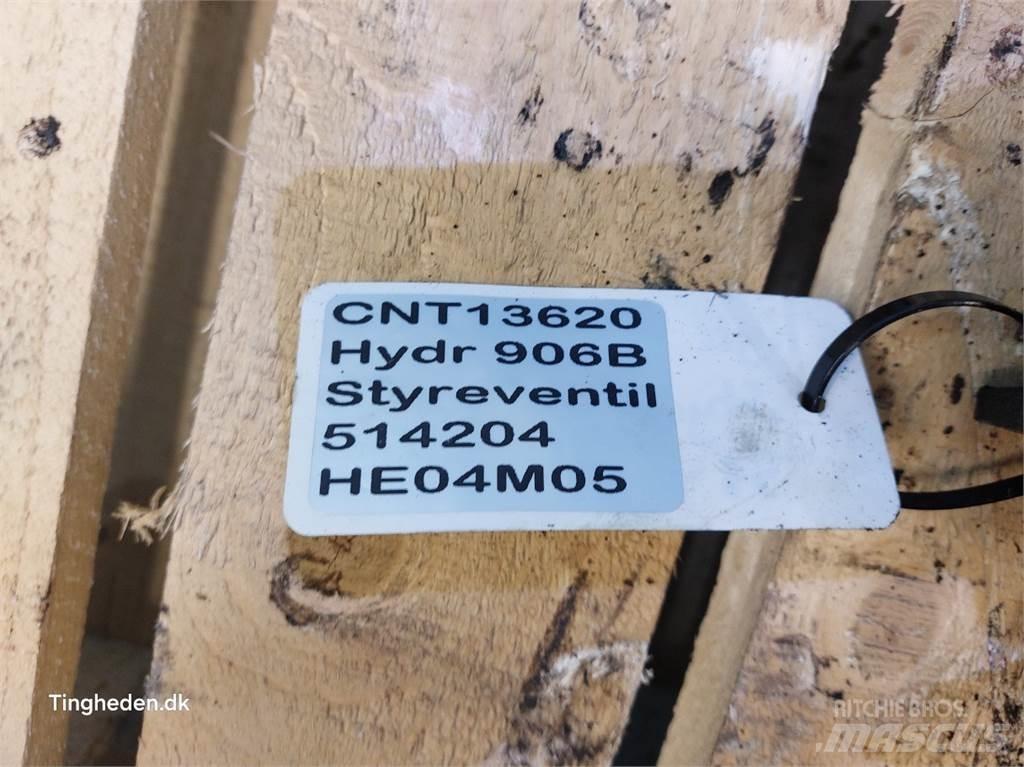 CNT13620
Hydr 906B
Styreventil
514204
HE04M05
Tingheden.dk
RITCHIE BROS.
MASCUS